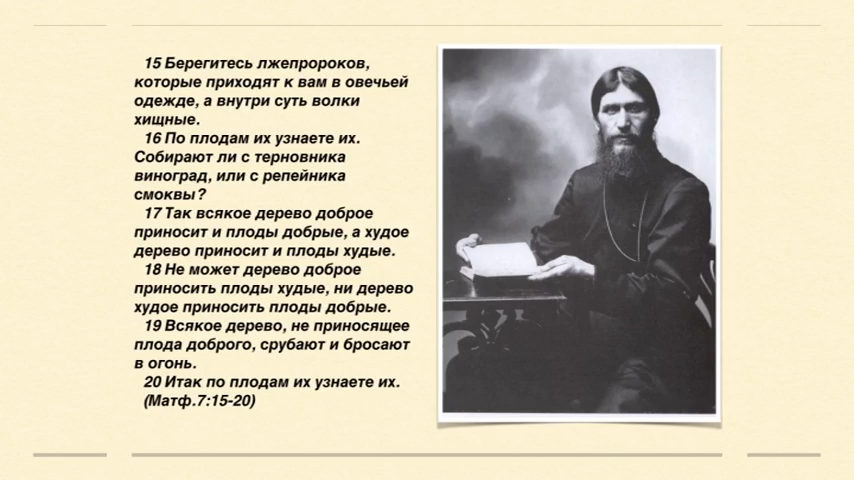 15 Берегитесь лжепророков,
которые приходят к вам в овечьей
одежде, а внутри суть волки
хищные.
16 По плодам их узнаете их.
Собирают ли с терновника
виноград, или с репейника
смоквы?
17 Так всякое дерево доброе
приносит и плоды добрые, а худое
дерево приносит и плоды худые.
18 Не может дерево доброе
приносить плоды худые, ни дерево
худое приносить плоды добрые.
19 Всякое дерево, не приносящее
плода доброго, срубают и бросают
в огонь.
20 Итак по плодам их узнаете их.
(Матф.7:15-20)